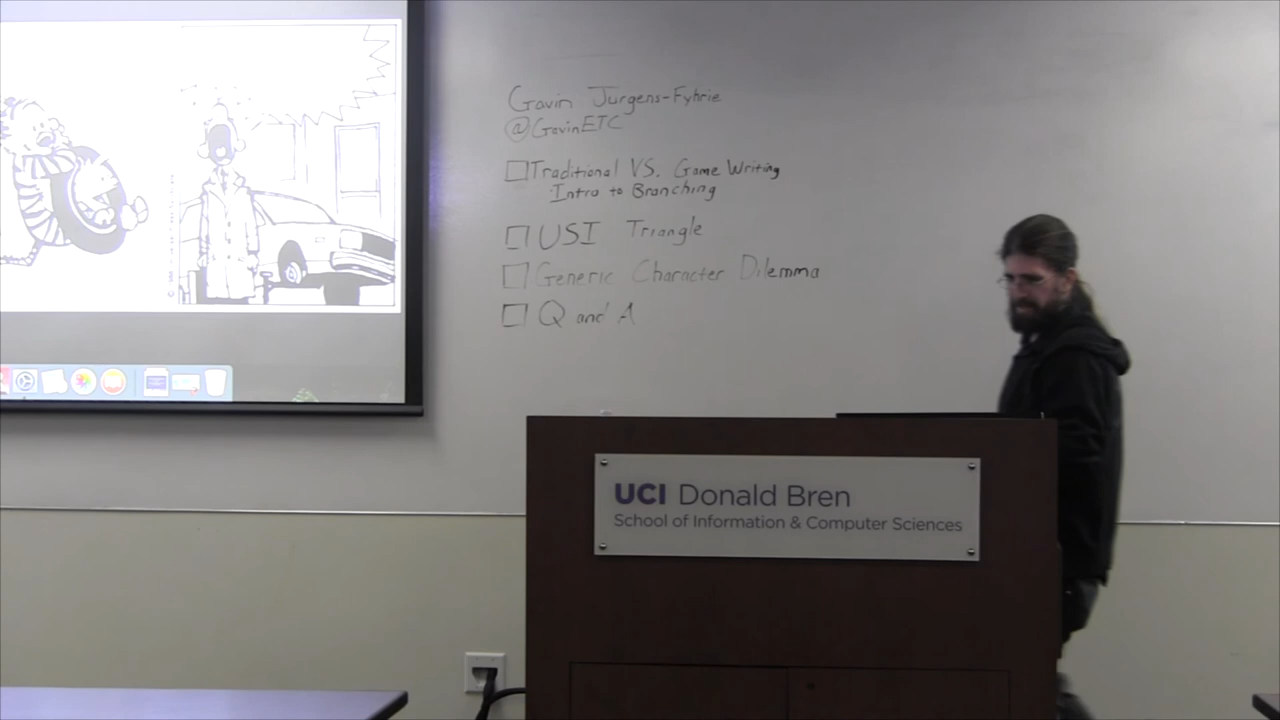 Gavin Jurgens-Fyhrie
@GavinETC
Traditional VS. Game Writing
Intro to Branching
USI Triangle
Generic Character Dilemma
Q and A
UCI Donald Bren
School of Information & Computer Sciences